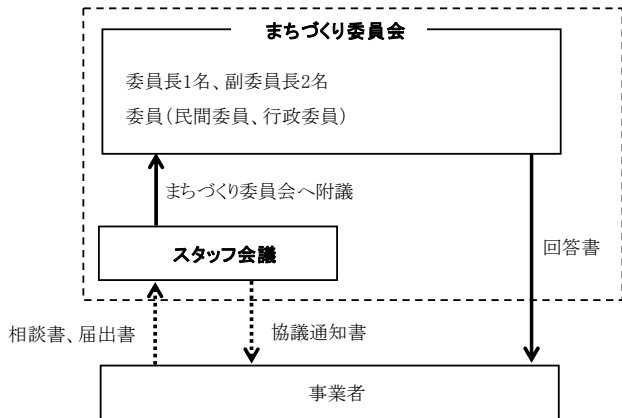 まちづくり委員会
委員長1名、副委員長2名
委員（民間委員、行政委員）
まちづくり委員会へ附議
スタッフ会議
回答書
相談書、届出書
協議通知書
事業者